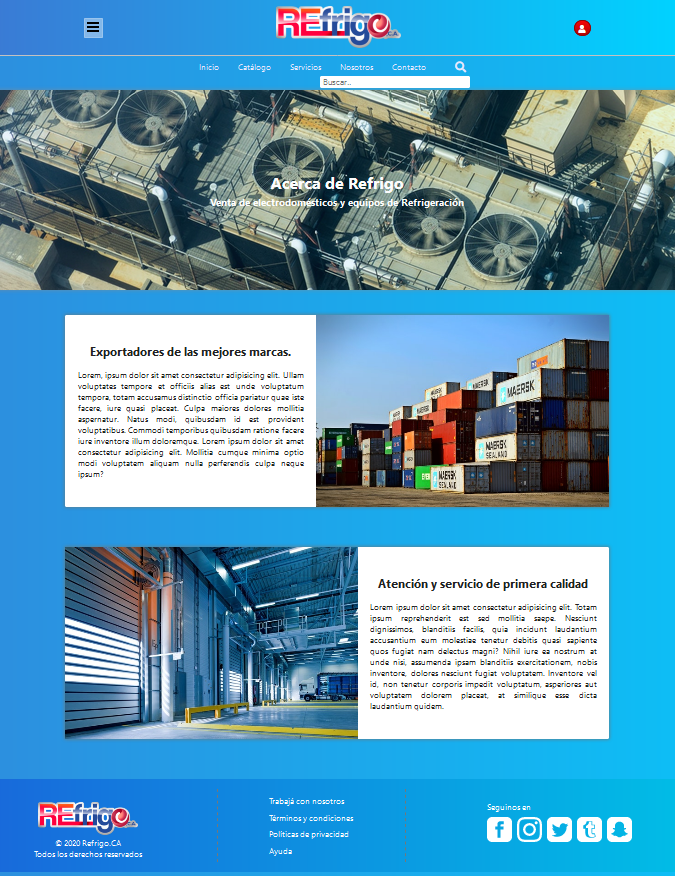 REfrigo.CA
Inicio Catálogo Servicios Nosotros Contacto
Buscar...
Acerca de Refrigo
Venta de electrodomésticos y equipos de Refrigeración
Exportadores de las mejores marcas.
Lorem, ipsum dolor sit amet consectetur adipisicing elit. Ullam
voluptates tempore et officiis alias est unde voluptatum
tempora, totam accusamus distinctio officia pariatur quae iste
facere, iure quasi placeat. Culpa maiores dolores mollitia
aspernatur. Natus modi, quibusdam id est provident
voluptatibus. Commodi temporibus quibusdam ratione facere
iure inventore illum doloremque. Lorem ipsum dolor sit amet
consectetur adipisicing elit. Mollitia cumque minima optio
modi voluptatem aliquam nulla perferendis culpa neque
ipsum?
MAERSK
MAERSK
MAERSK
SEALAND
MAERSK
SEALAND
Atención y servicio de primera calidad
Lorem ipsum dolor sit amet consectetur adipisicing elit. Totam
ipsum reprehenderit est sed mollitia saepe. Nesciunt
dignissimos, blanditiis facilis, quia incidunt laudantium
accusantium eum molestiae tenetur debitis quasi sapiente
quos fugiat nam delectus magni? Nihil iure ea nostrum at
unde nisi, assumenda ipsam blanditiis exercitationem, nobis
inventore, dolores nesciunt fugiat voluptatem. Inventore vel
id, non tenetur corporis impedit voluptatum, asperiores aut
voluptatem dolorem placeat, at similique esse dicta
laudantium quidem.
REfrigo.CA
© 2020 Refrigo.CA
Todos los derechos reservados
Trabajá con nosotros
Términos y condiciones
Políticas de privacidad
Ayuda
Seguinos en